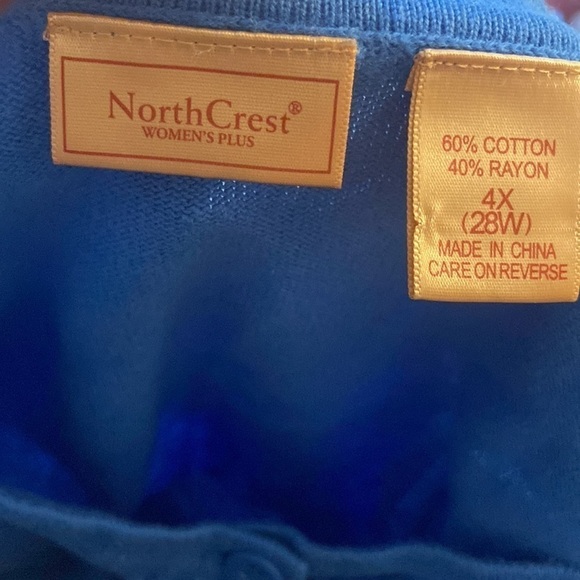 NorthCrest®
WOMEN'S PLUS
60% COTTON
40% RAYON
4X
(28W)
MADE IN CHINA
CARE ON REVERSE